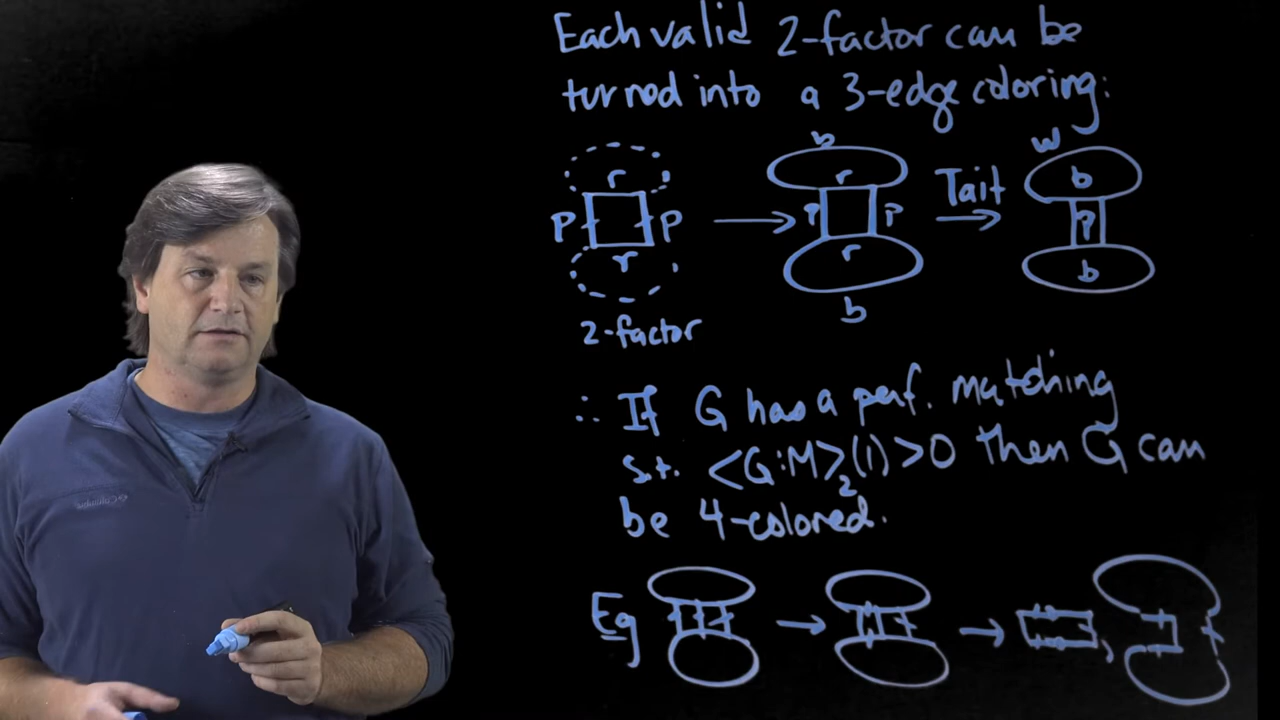 Each valid 2-factor can be
turned into a 3-edge coloring:
b
w
r
r
b
Tait
p
p
p
p
p
r
r
b
2-factor
b
∴ If G has a perf. matching
s.t. <G:M>₂(1)>0 then G can
be 4-colored.
Eg
,